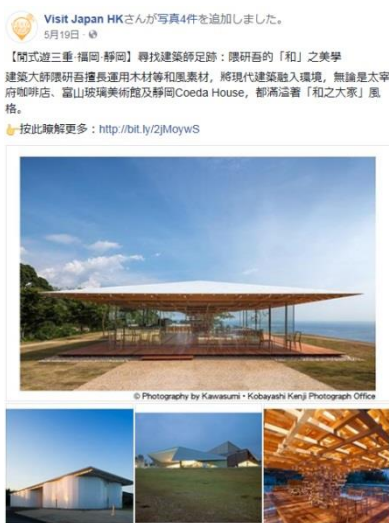 Visit Japan HKさんが写真4件を追加しました。
5月19日 ·
【閒式遊三重·福岡·靜岡】尋找建築師足跡：隈研吾的「和」之美學
建築大師隈研吾擅長運用木材等和風素材，將現代建築融入環境，無論是太宰
府咖啡店、富山玻璃美術館及靜岡Coeda House，都滿溢著「和之大家」風
格。
👉按此瞭解更多：http://bit.ly/2jMoywS
© Photography by Kawasumi・Kobayashi Kenji Photograph Office